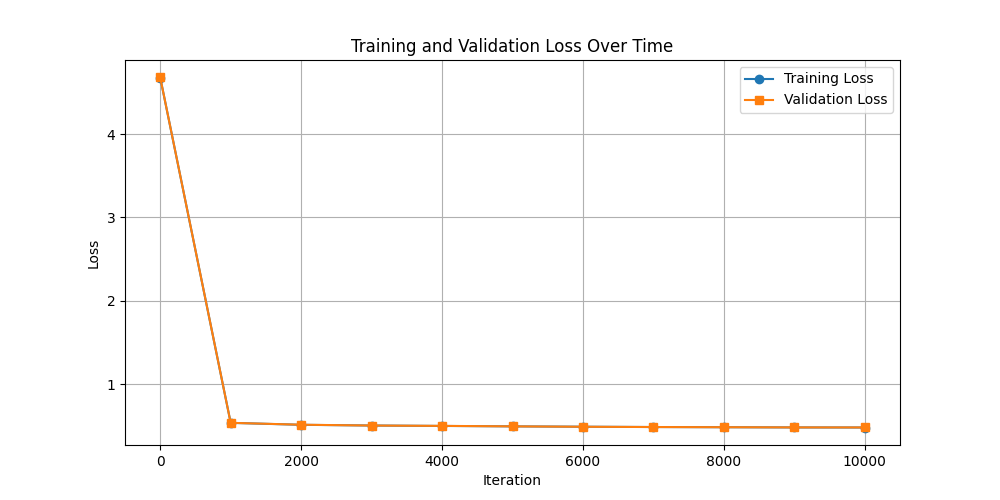 Training and Validation Loss Over Time
Training Loss
Validation Loss
4
3
2
1
Loss
0 2000 4000 6000 8000 10000
Iteration